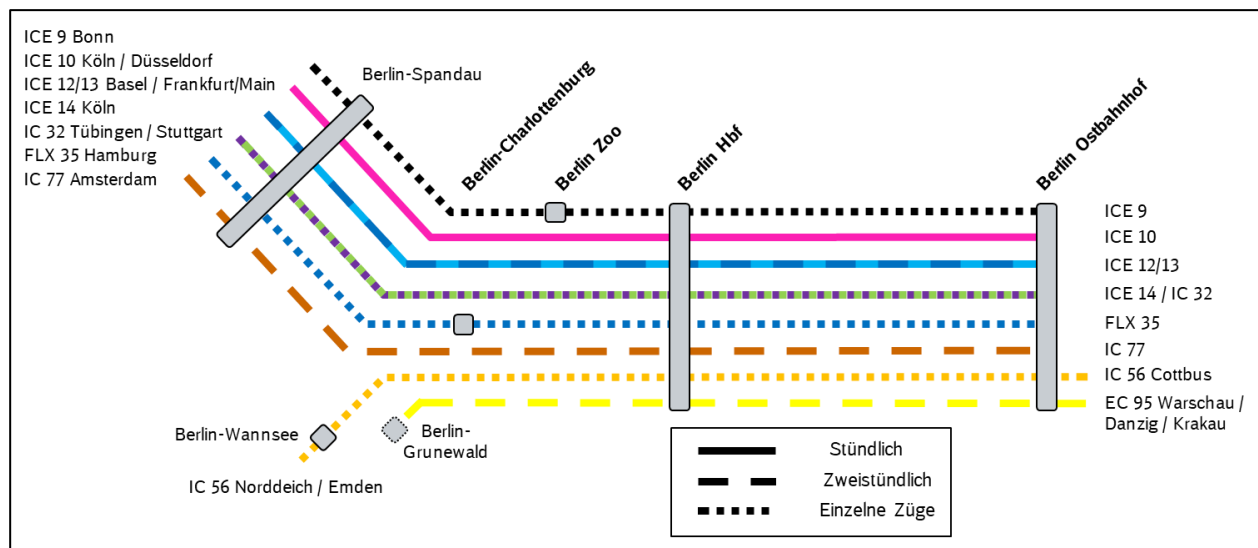 ICE 9 Bonn
ICE 10 Köln / Düsseldorf
ICE 12/13 Basel / Frankfurt/Main
ICE 14 Köln
IC 32 Tübingen / Stuttgart
FLX 35 Hamburg
IC 77 Amsterdam
Berlin-Spandau
Berlin-Charlottenburg
Berlin Zoo
Berlin Hbf
Berlin Ostbahnhof
ICE 9
ICE 10
ICE 12/13
ICE 14 / IC 32
FLX 35
IC 77
IC 56 Cottbus
EC 95 Warschau /
Danzig / Krakau
Berlin-Wannsee
Berlin-
Grunewald
IC 56 Norddeich / Emden
Stündlich
Zweistündlich
Einzelne Züge